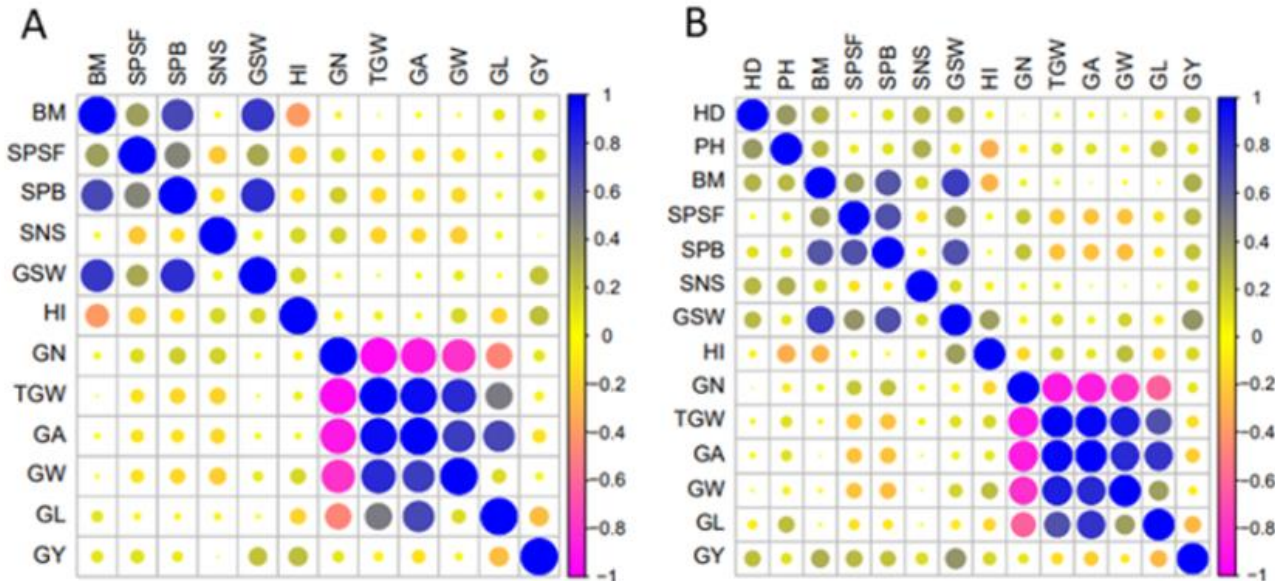 A
BM SPSF SPB SNS GSW HI GN TGW GA GW GL GY
BM
SPSF
SPB
SNS
GSW
HI
GN
TGW
GA
GW
GL
GY
1
0.8
0.6
0.4
0.2
0
−0.2
−0.4
−0.6
−0.8
−1
B
HD PH BM SPSF SPB SNS GSW HI GN TGW GA GW GL GY
HD
PH
BM
SPSF
SPB
SNS
GSW
HI
GN
TGW
GA
GW
GL
GY
1
0.8
0.6
0.4
0.2
0
−0.2
−0.4
−0.6
−0.8
−1